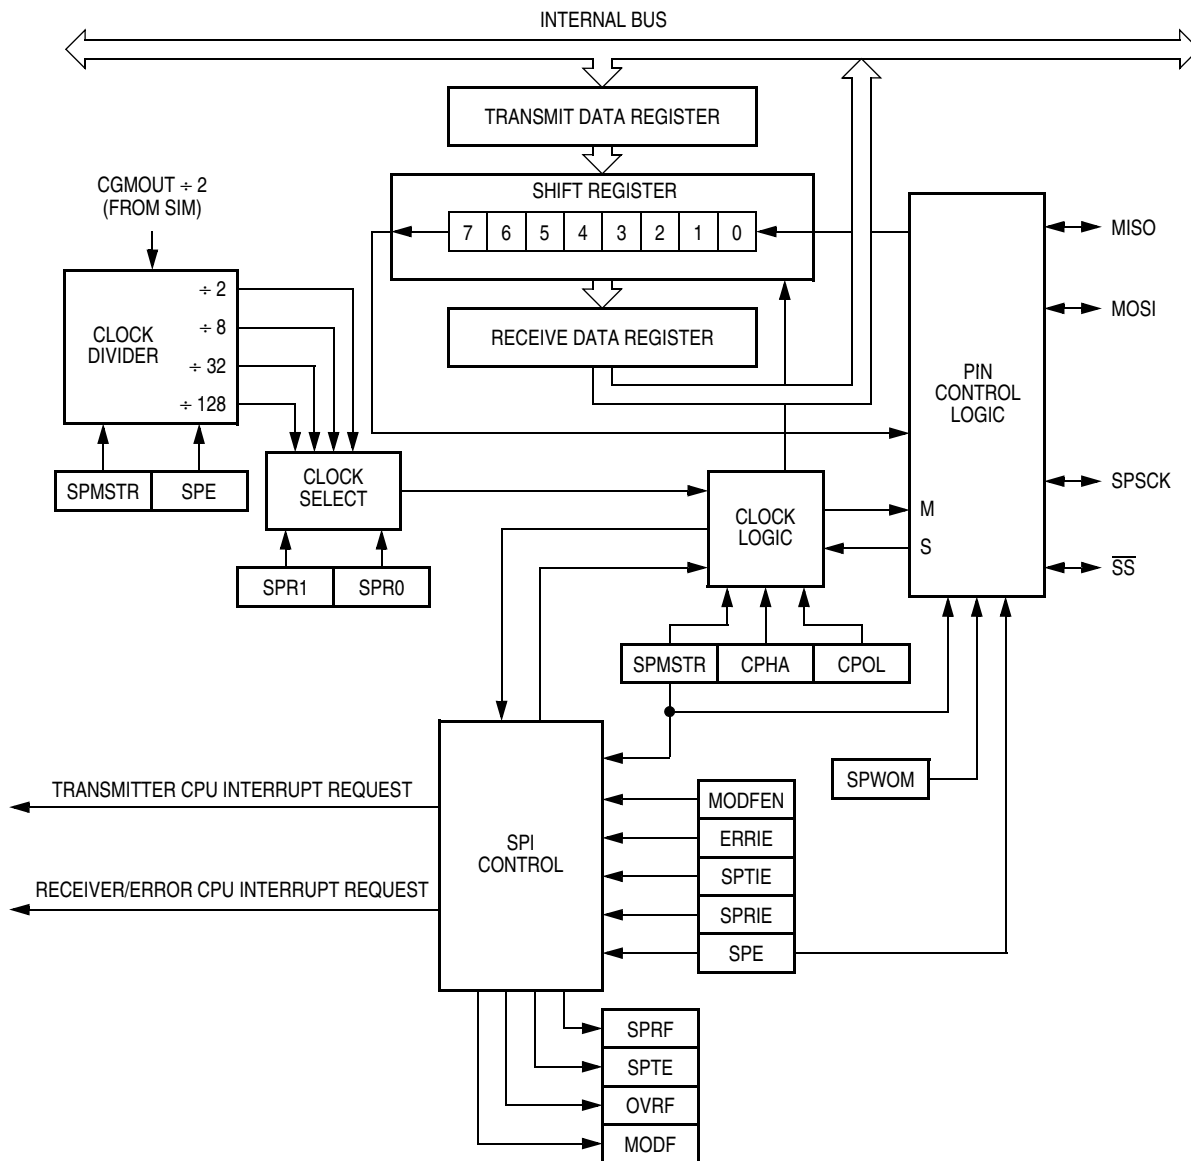 INTERNAL BUS
TRANSMIT DATA REGISTER
CGMOUT ÷ 2
(FROM SIM)
SHIFT REGISTER
7 6 5 4 3 2 1 0
MISO
÷ 2
CLOCK
DIVIDER
÷ 8
÷ 32
÷ 128
RECEIVE DATA REGISTER
MOSI
PIN
CONTROL
LOGIC
SPMSTR SPE
CLOCK
SELECT
SPSCK
M
CLOCK
LOGIC
S
SS
SPR1 SPR0
SPMSTR CPHA CPOL
TRANSMITTER CPU INTERRUPT REQUEST
SPWOM
MODFEN
SPI
CONTROL
ERRIE
SPTIE
RECEIVER/ERROR CPU INTERRUPT REQUEST
SPRIE
SPE
SPRF
SPTE
OVRF
MODF